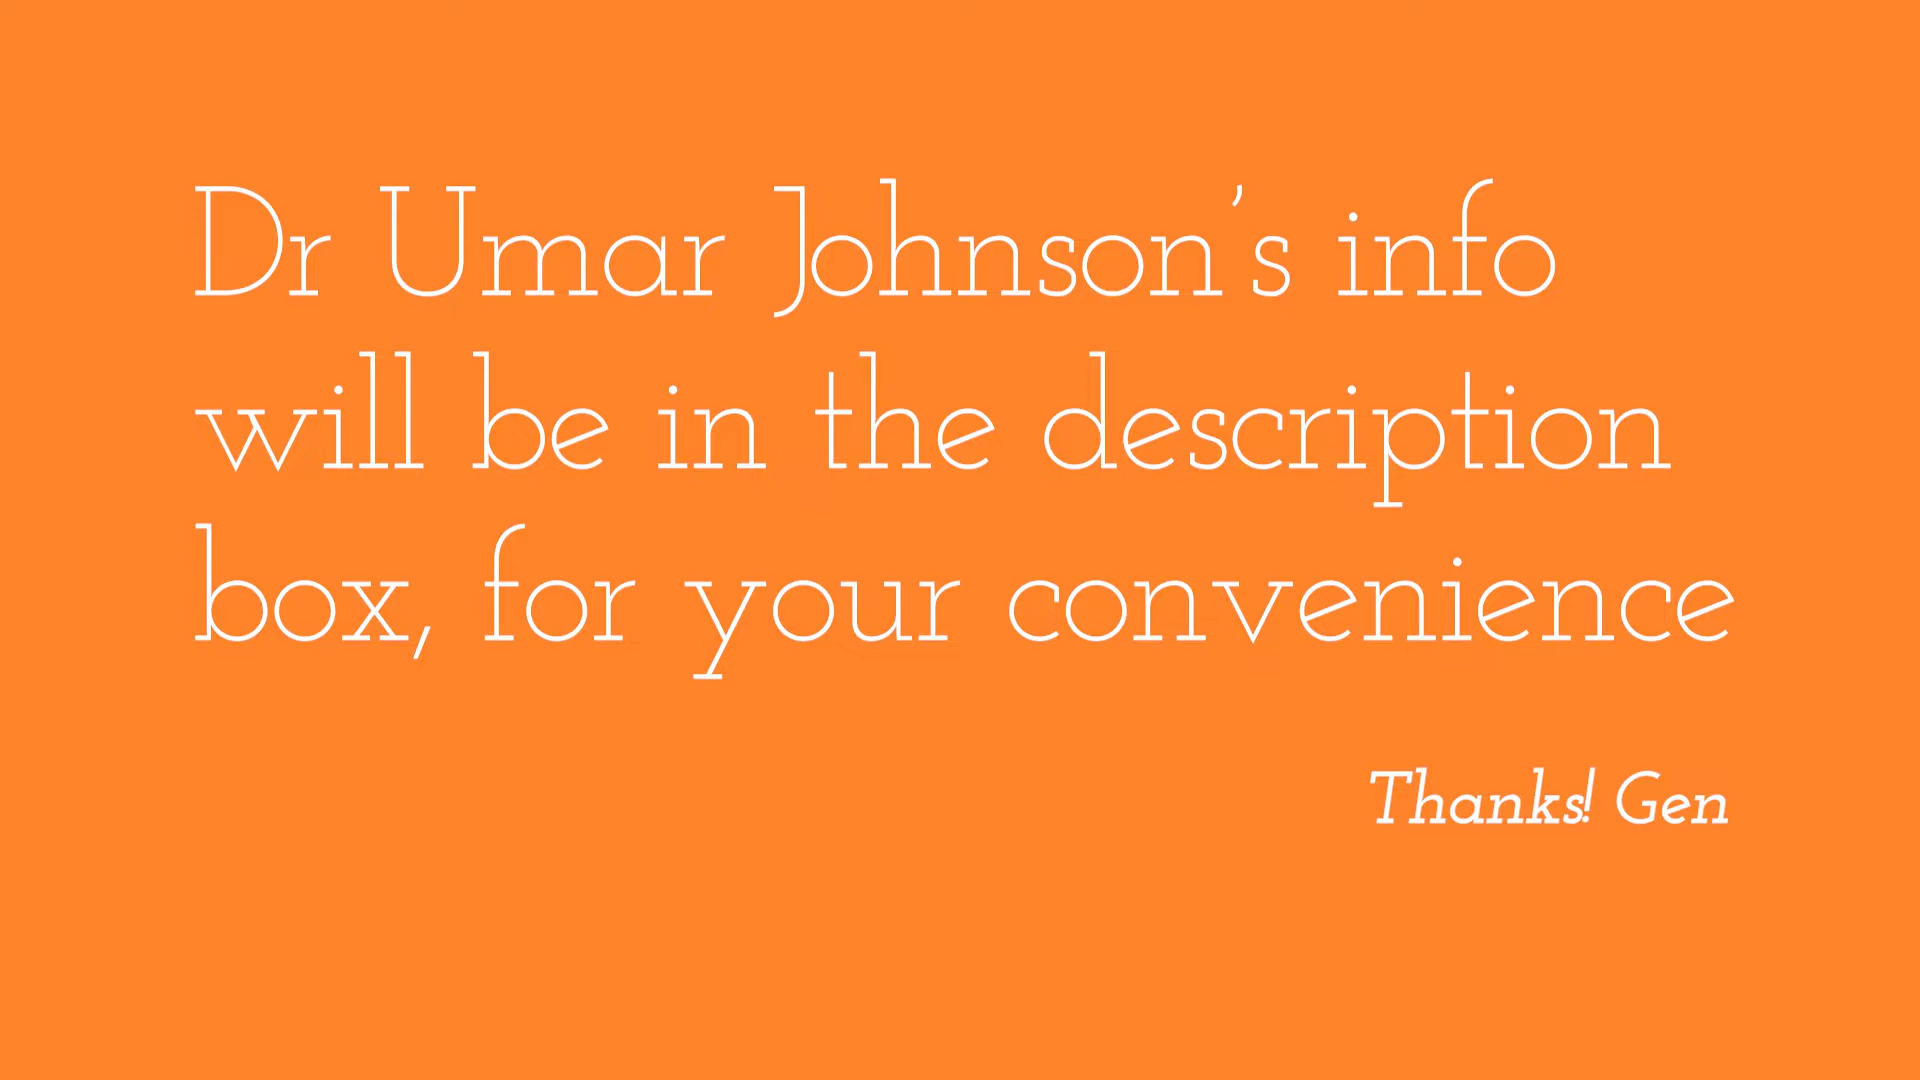 Dr Umar Johnson's info
will be in the description
box, for your convenience
Thanks! Gen